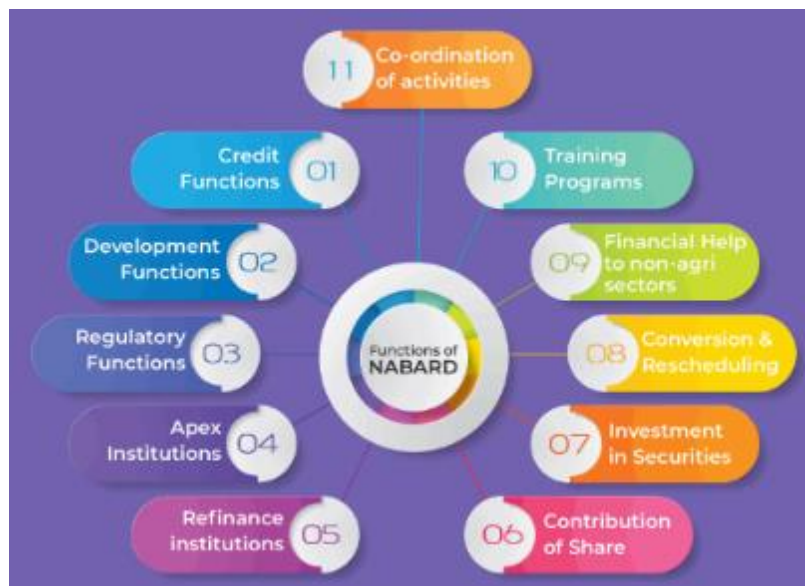 11
Co-ordination
of activities
01
Credit
Functions
10
Training
Programs
02
Development
Functions
09
Financial Help
to non-agri
sectors
03
Regulatory
Functions
Functions of
NABARD
08
Conversion &
Rescheduling
04
Apex
Institutions
07
Investment
in Securities
05
Refinance
institutions
06
Contribution
of Share